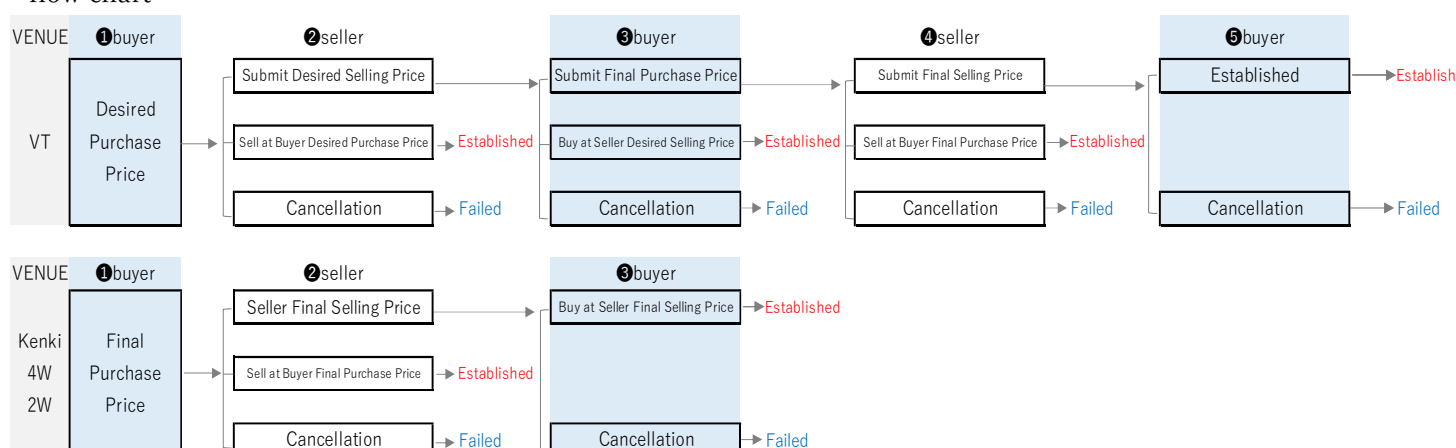 flow chart
VENUE ❶buyer ❷seller ❸buyer ❹seller ❺buyer
Submit Desired Selling Price Submit Final Purchase Price Submit Final Selling Price Established Establish
VT Desired Purchase Price Sell at Buyer Desired Purchase Price Established Buy at Seller Desired Selling Price Established Sell at Buyer Final Purchase Price Established
Cancellation Failed Cancellation Failed Cancellation Failed Cancellation Failed
VENUE ❶buyer ❷seller ❸buyer
Seller Final Selling Price Buy at Seller Final Selling Price Established
Kenki 4W 2W Final Purchase Price Sell at Buyer Final Purchase Price Established
Cancellation Failed Cancellation Failed